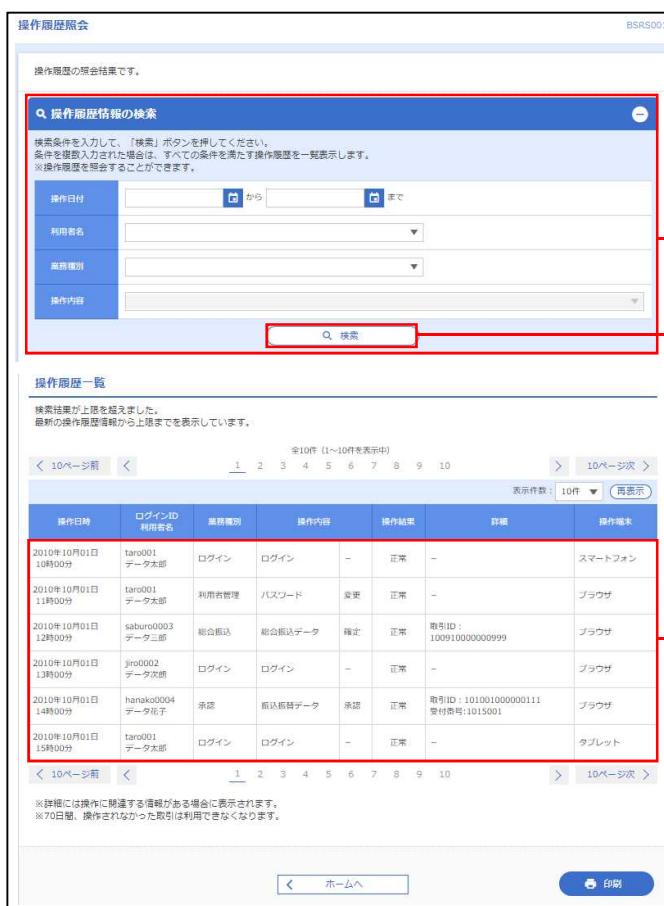 操作履歴照会
BSRS001
操作履歴の照会結果です。
操作履歴情報の検索
検索条件を入力して、「検索」ボタンを押してください。
条件を複数入力された場合は、すべての条件を満たす操作履歴を一覧表示します。
※操作履歴を照会することができます。
操作日付 から まで
利用者名
業務種別
操作内容
検索
操作履歴一覧
検索結果が上限を超えました。
最新の操作履歴情報から上限までを表示しています。
全10件 (1～10件を表示中)
< 10ページ前 < 1 2 3 4 5 6 7 8 9 10 > 10ページ次 >
表示件数： 10件 ▼ 再表示
操作日時 ログインID 利用者名 業務種別 操作内容 操作結果 詳細 操作端末
2010年10月01日 10時00分 taro001 データ太郎 ログイン ログイン － 正常 － スマートフォン
2010年10月01日 11時00分 taro001 データ太郎 利用者管理 パスワード 変更 正常 － ブラウザ
2010年10月01日 12時00分 saburo0003 データ三郎 総合振込 総合振込データ 確定 正常 取引ID： 100910000000999 ブラウザ
2010年10月01日 13時00分 jiro0002 データ次朗 ログイン ログイン － 正常 － ブラウザ
2010年10月01日 14時00分 hanako0004 データ花子 承認 振込振替データ 承認 正常 取引ID：101001000000111 受付番号:1015001 ブラウザ
2010年10月01日 15時00分 taro001 データ太郎 ログイン ログイン － 正常 － タブレット
< 10ページ前 < 1 2 3 4 5 6 7 8 9 10 > 10ページ次 >
※詳細には操作に関連する情報がある場合に表示されます。
※70日間、操作されなかった取引は利用できなくなります。
< ホームへ
印刷